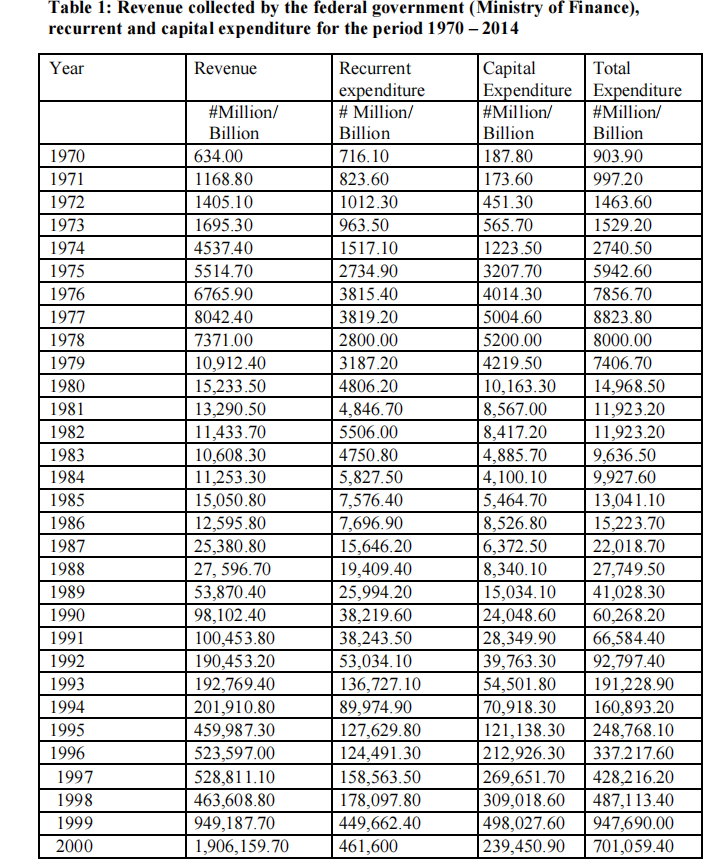 Table 1: Revenue collected by the federal government (Ministry of Finance),
recurrent and capital expenditure for the period 1970 – 2014
Year Revenue Recurrent expenditure Capital Expenditure Total Expenditure
#Million/ Billion # Million/ Billion #Million/ Billion #Million/ Billion
1970 634.00 716.10 187.80 903.90
1971 1168.80 823.60 173.60 997.20
1972 1405.10 1012.30 451.30 1463.60
1973 1695.30 963.50 565.70 1529.20
1974 4537.40 1517.10 1223.50 2740.50
1975 5514.70 2734.90 3207.70 5942.60
1976 6765.90 3815.40 4014.30 7856.70
1977 8042.40 3819.20 5004.60 8823.80
1978 7371.00 2800.00 5200.00 8000.00
1979 10,912.40 3187.20 4219.50 7406.70
1980 15,233.50 4806.20 10,163.30 14,968.50
1981 13,290.50 4,846.70 8,567.00 11,923.20
1982 11,433.70 5506.00 8,417.20 11,923.20
1983 10,608.30 4750.80 4,885.70 9,636.50
1984 11,253.30 5,827.50 4,100.10 9,927.60
1985 15,050.80 7,576.40 5,464.70 13,041.10
1986 12,595.80 7,696.90 8,526.80 15,223.70
1987 25,380.80 15,646.20 6,372.50 22,018.70
1988 27, 596.70 19,409.40 8,340.10 27,749.50
1989 53,870.40 25,994.20 15,034.10 41,028.30
1990 98,102.40 38,219.60 24,048.60 60,268.20
1991 100,453.80 38,243.50 28,349.90 66,584.40
1992 190,453.20 53,034.10 39,763.30 92,797.40
1993 192,769.40 136,727.10 54,501.80 191,228.90
1994 201,910.80 89,974.90 70,918.30 160,893.20
1995 459,987.30 127,629.80 121,138.30 248,768.10
1996 523,597.00 124,491.30 212,926.30 337.217.60
1997 528,811.10 158,563.50 269,651.70 428,216.20
1998 463,608.80 178,097.80 309,018.60 487,113.40
1999 949,187.70 449,662.40 498,027.60 947,690.00
2000 1,906,159.70 461,600 239,450.90 701,059.40